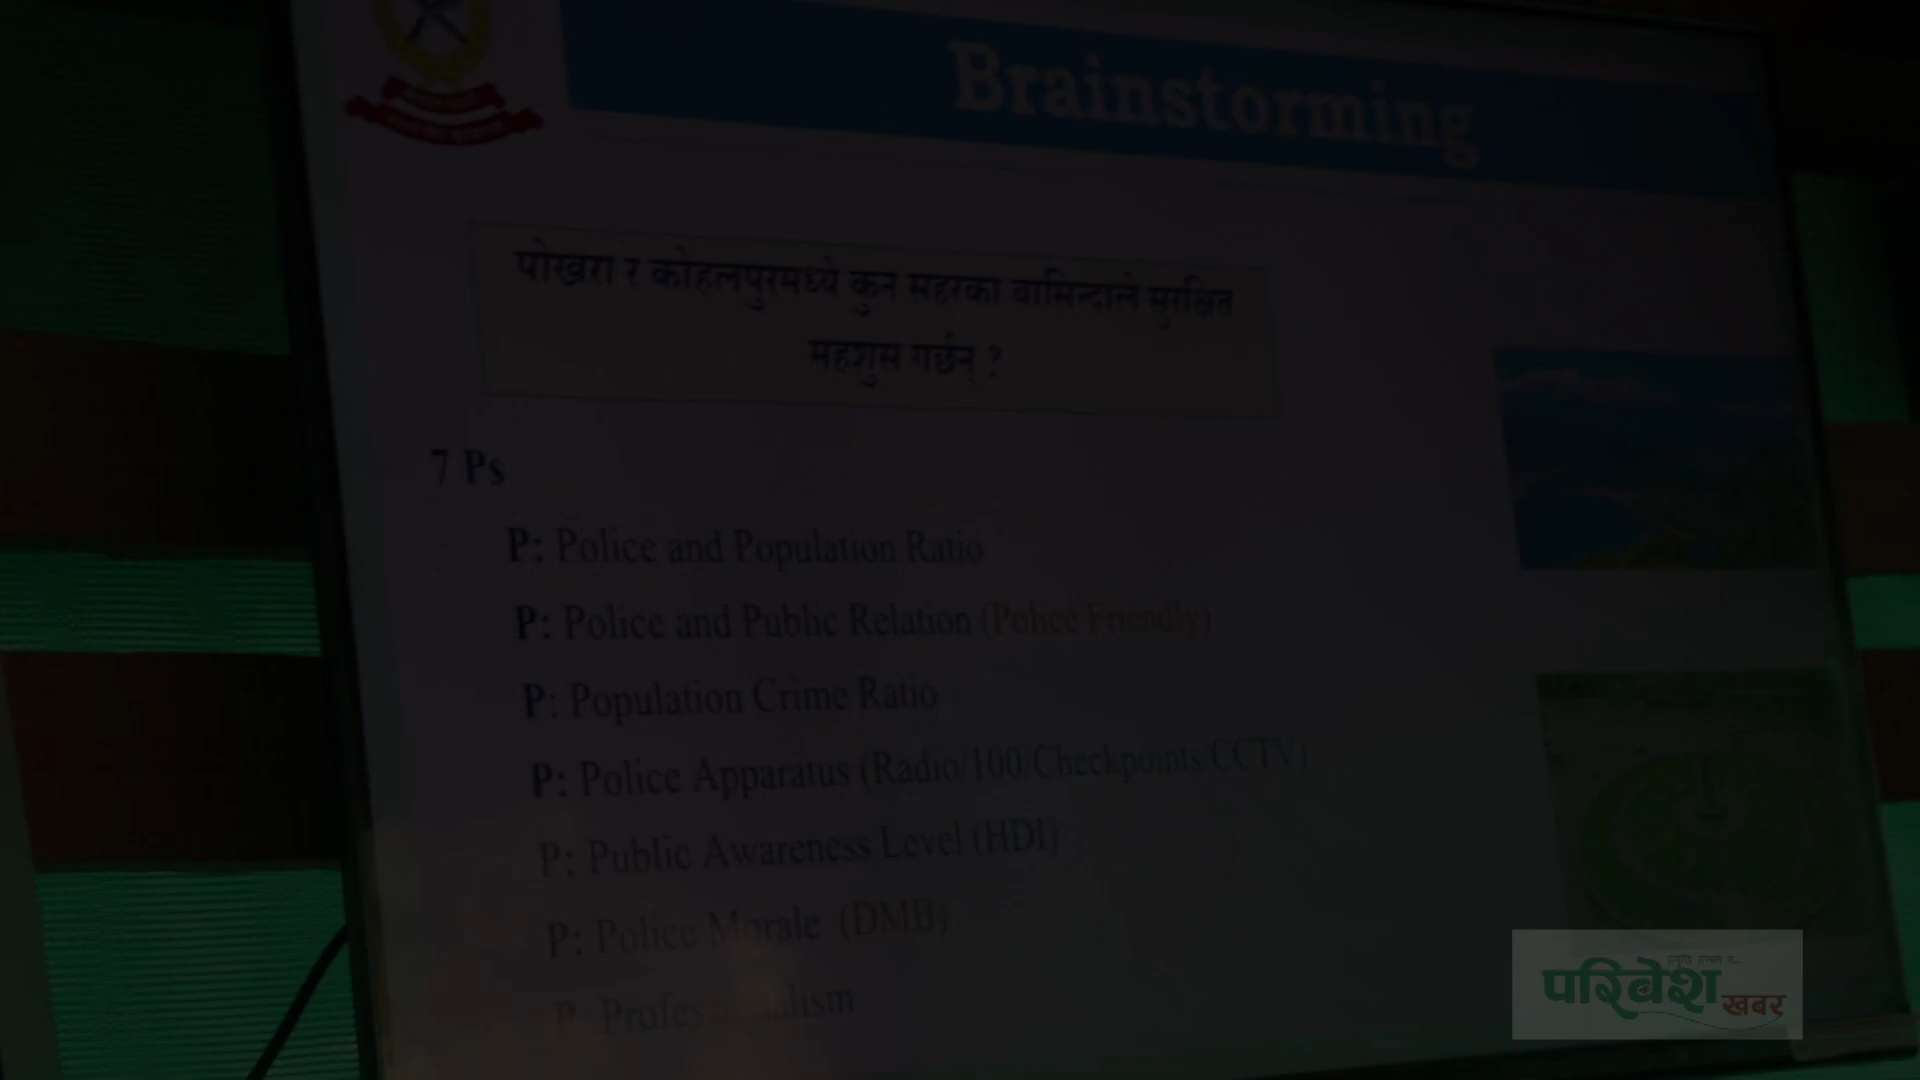 Brainstorming
पोखरा र कोहलपुरमध्ये कुन सहरका बासिन्दाले सुरक्षित
महशुस गर्छन् ?
7 Ps
P: Police and Population Ratio
P: Police and Public Relation (Police Friendly)
P: Population Crime Ratio
P: Police Apparatus (Radio/100/Checkpoints/CCTV)
P: Public Awareness Level (HDI)
P: Police Morale (DMB)
P: Professionalism
परिवेश
खबर